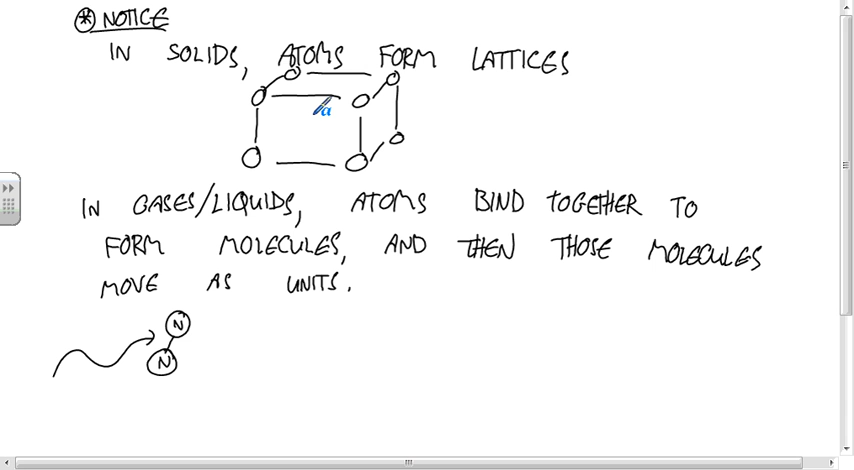 * NOTICE
IN SOLIDS, ATOMS FORM LATTICES
a
IN GASES/LIQUIDS, ATOMS BIND TOGETHER TO
FORM MOLECULES, AND THEN THOSE MOLECULES
MOVE AS UNITS.
N
N